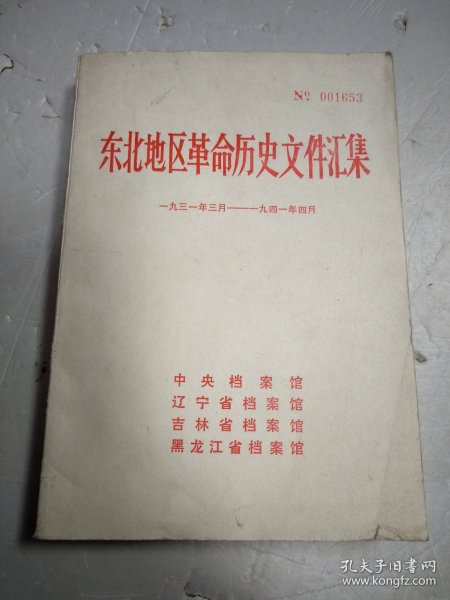 № 001653
东北地区革命历史文件汇集
一九三一年三月——一九四一年四月
中央档案馆
辽宁省档案馆
吉林省档案馆
黑龙江省档案馆
孔夫子旧书网
www.kongfz.com